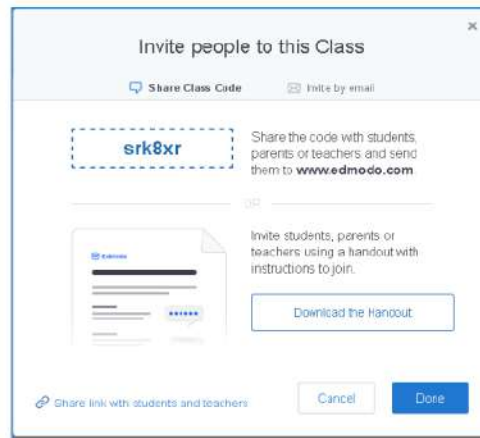 ×
Invite people to this Class
Share Class Code
Invite by email
srk8xr
Share the code with students,
parents or teachers and send
them to www.edmodo.com
OR
Invite students, parents or
teachers using a handout with
instructions to join.
edmodo
Download the Handout
Share link with students and teachers
Cancel
Done